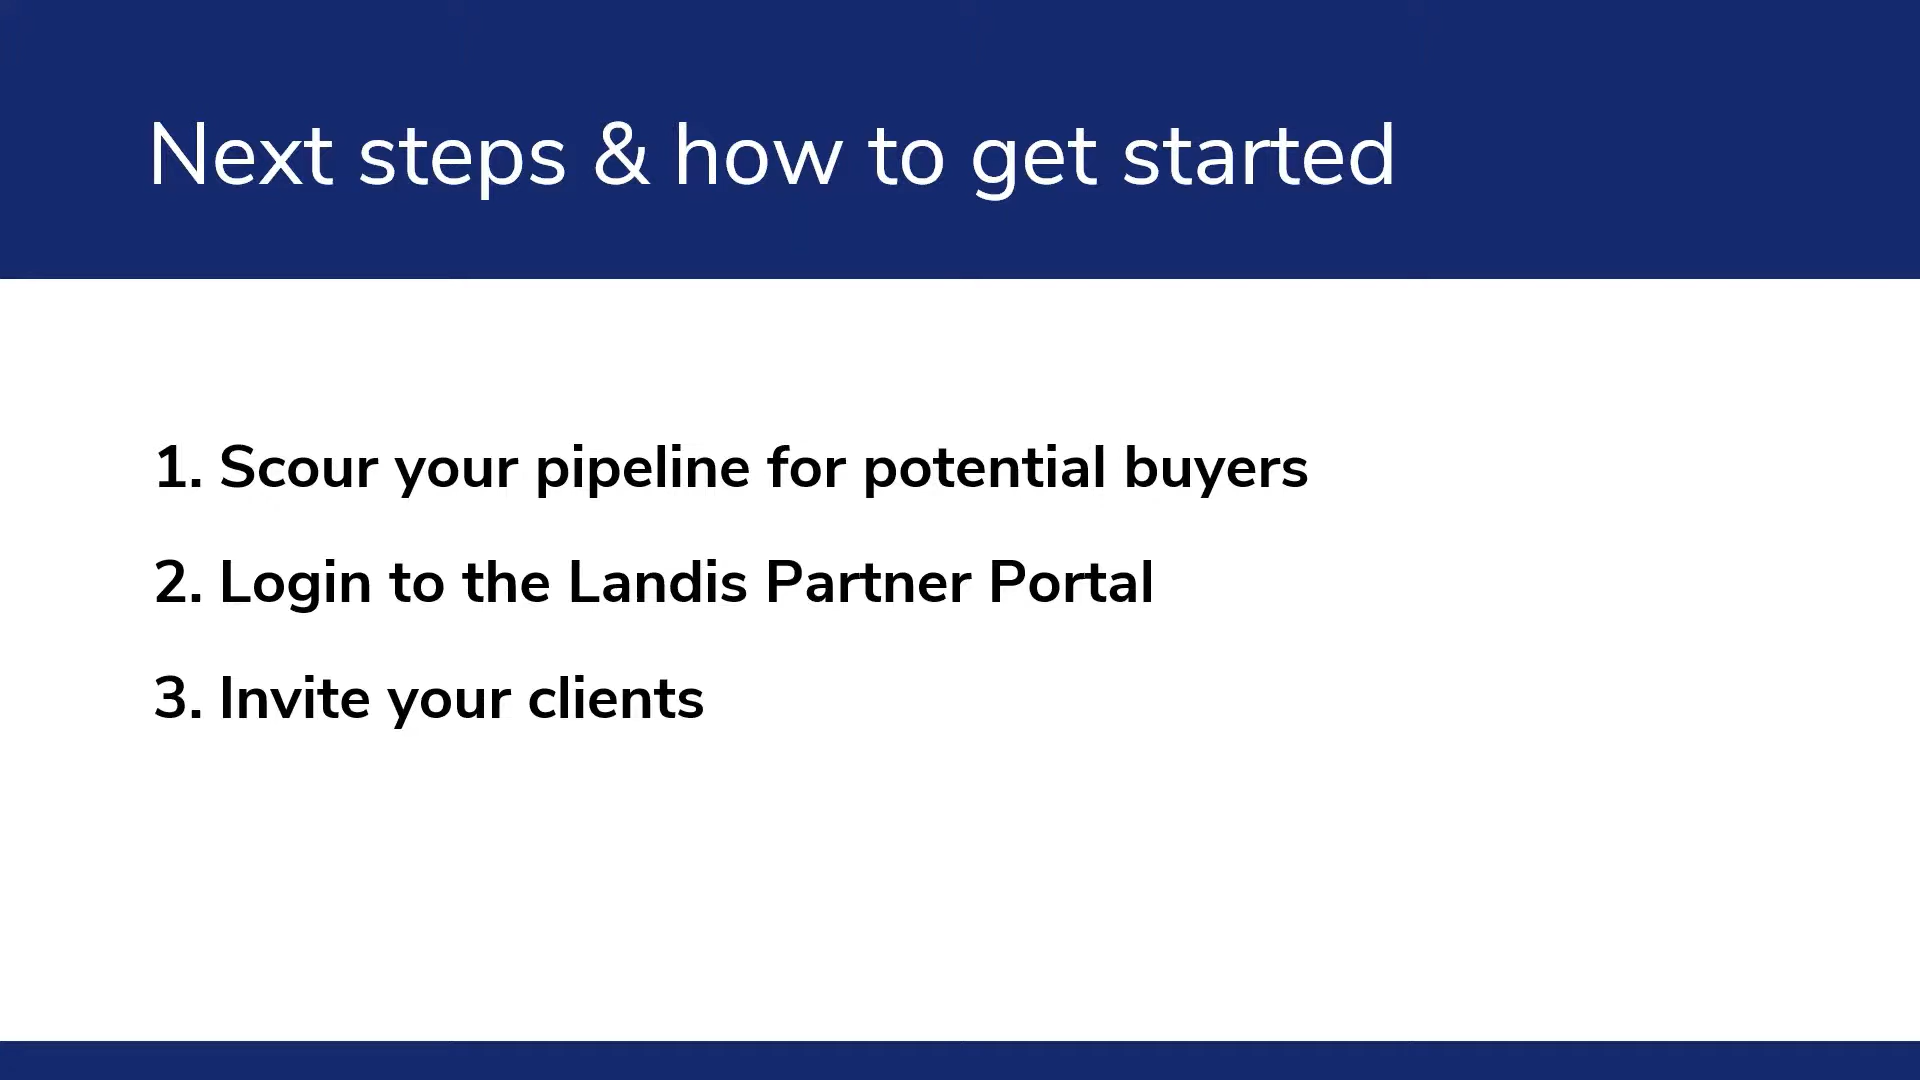 Next steps & how to get started
1. Scour your pipeline for potential buyers
2. Login to the Landis Partner Portal
3. Invite your clients